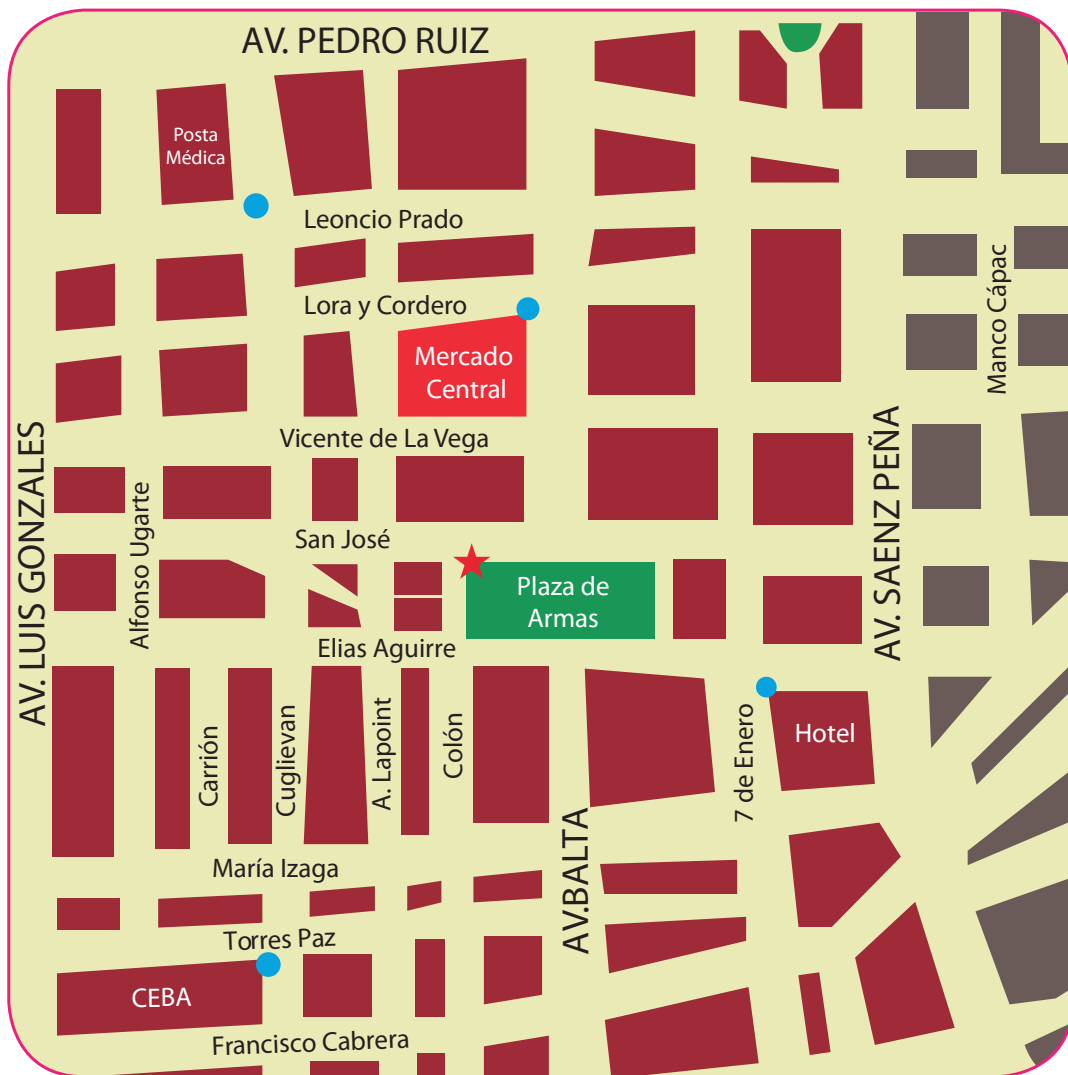 AV. PEDRO RUIZ
Posta
Médica
Leoncio Prado
Lora y Cordero
Manco Cápac
Mercado
Central
Vicente de La Vega
AV. LUIS GONZALES
AV. SAENZ PEÑA
Alfonso Ugarte
San José
Plaza de
Armas
Elias Aguirre
Carrión
Cuglievan
A. Lapoint
Colón
7 de Enero
Hotel
AV.BALTA
María Izaga
Torres Paz
CEBA
Francisco Cabrera